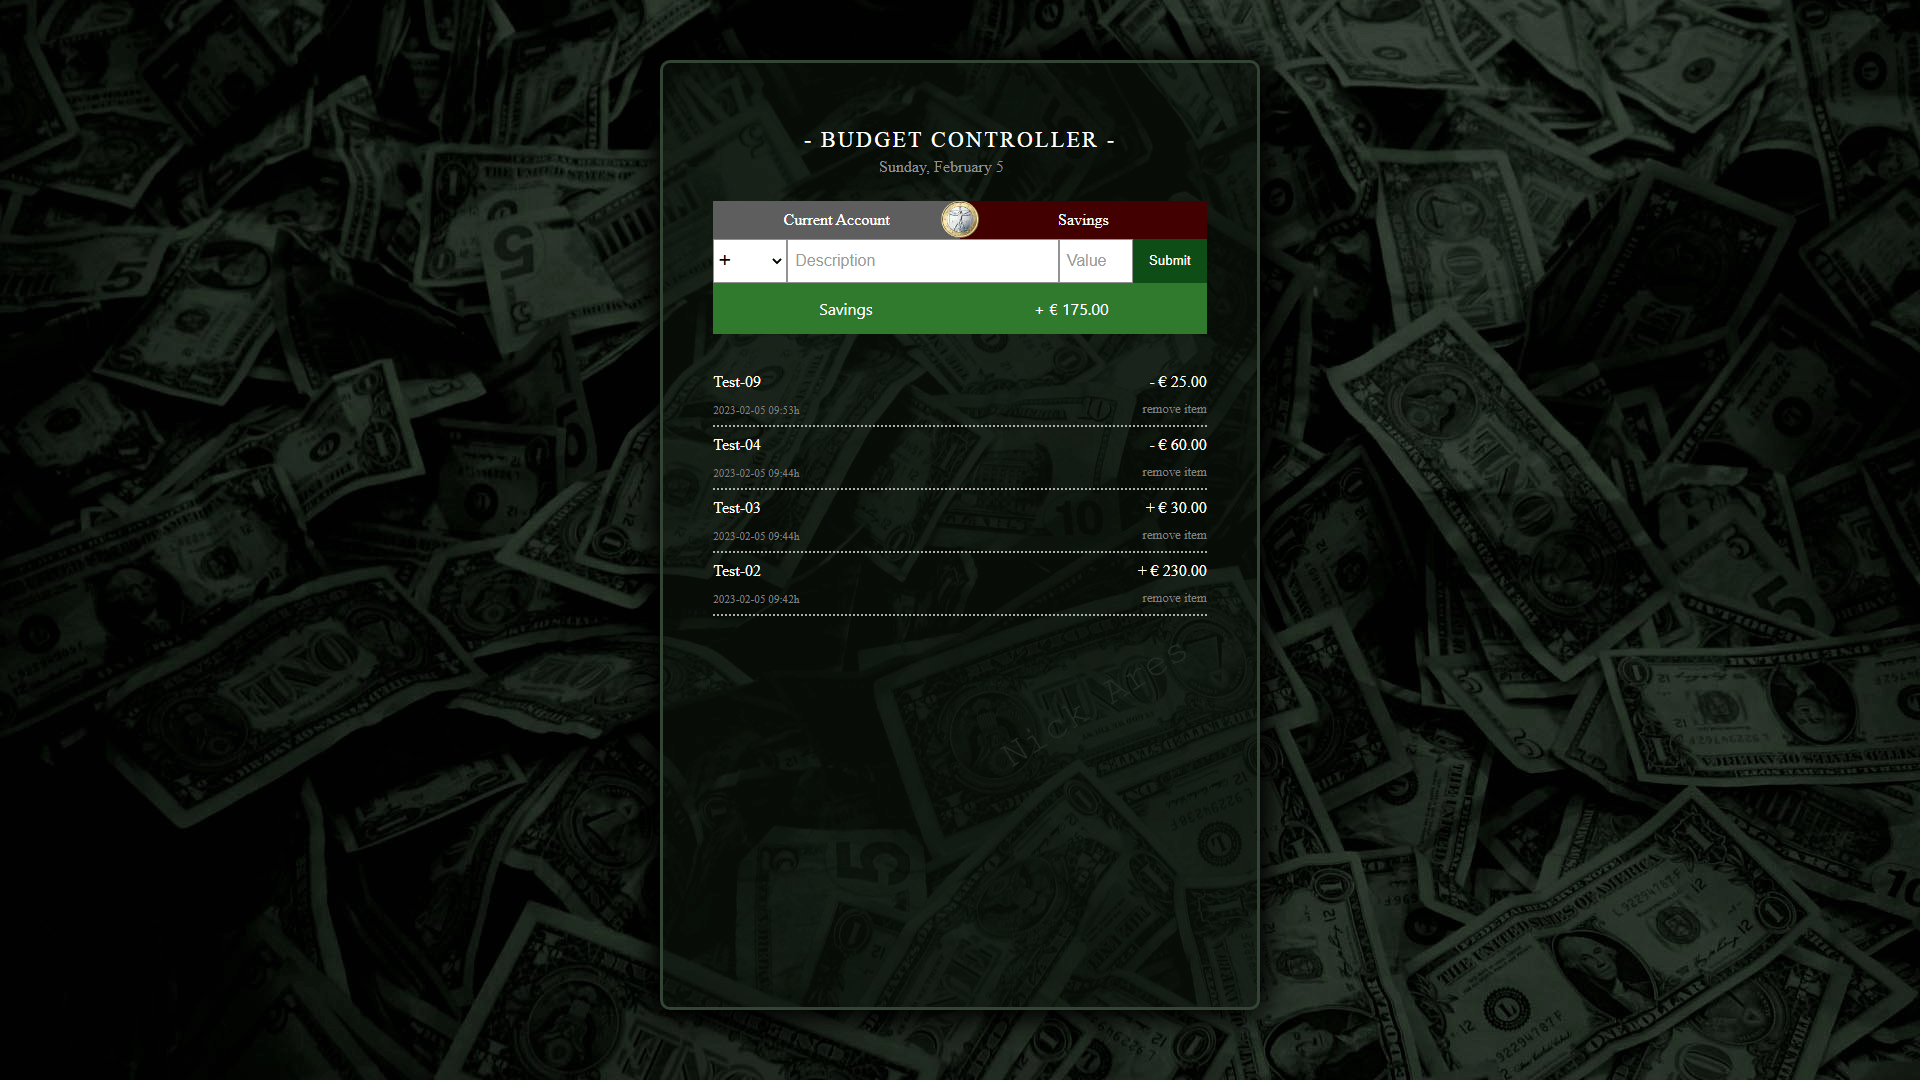 - BUDGET CONTROLLER -
Sunday, February 5
Current Account Savings
+ Description Value Submit
Savings + € 175.00
Test-09 - € 25.00
2023-02-05 09:53h remove item
Test-04 - € 60.00
2023-02-05 09:44h remove item
Test-03 + € 30.00
2023-02-05 09:44h remove item
Test-02 + € 230.00
2023-02-05 09:42h remove item
Nick Ares